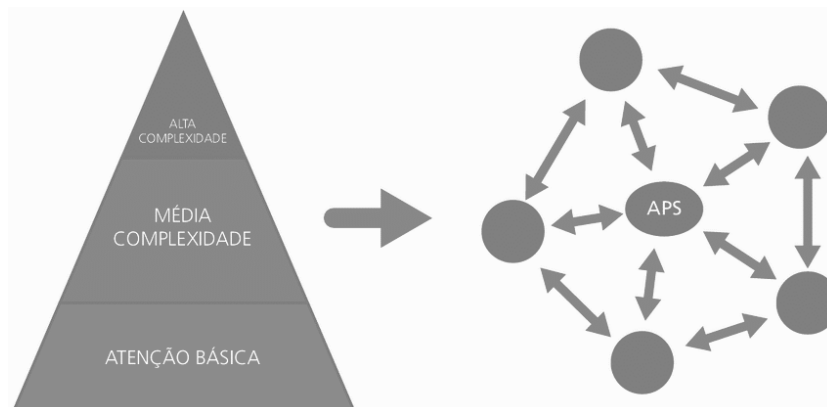 ALTA
COMPLEXIDADE
MÉDIA
COMPLEXIDADE
ATENÇÃO BÁSICA
APS